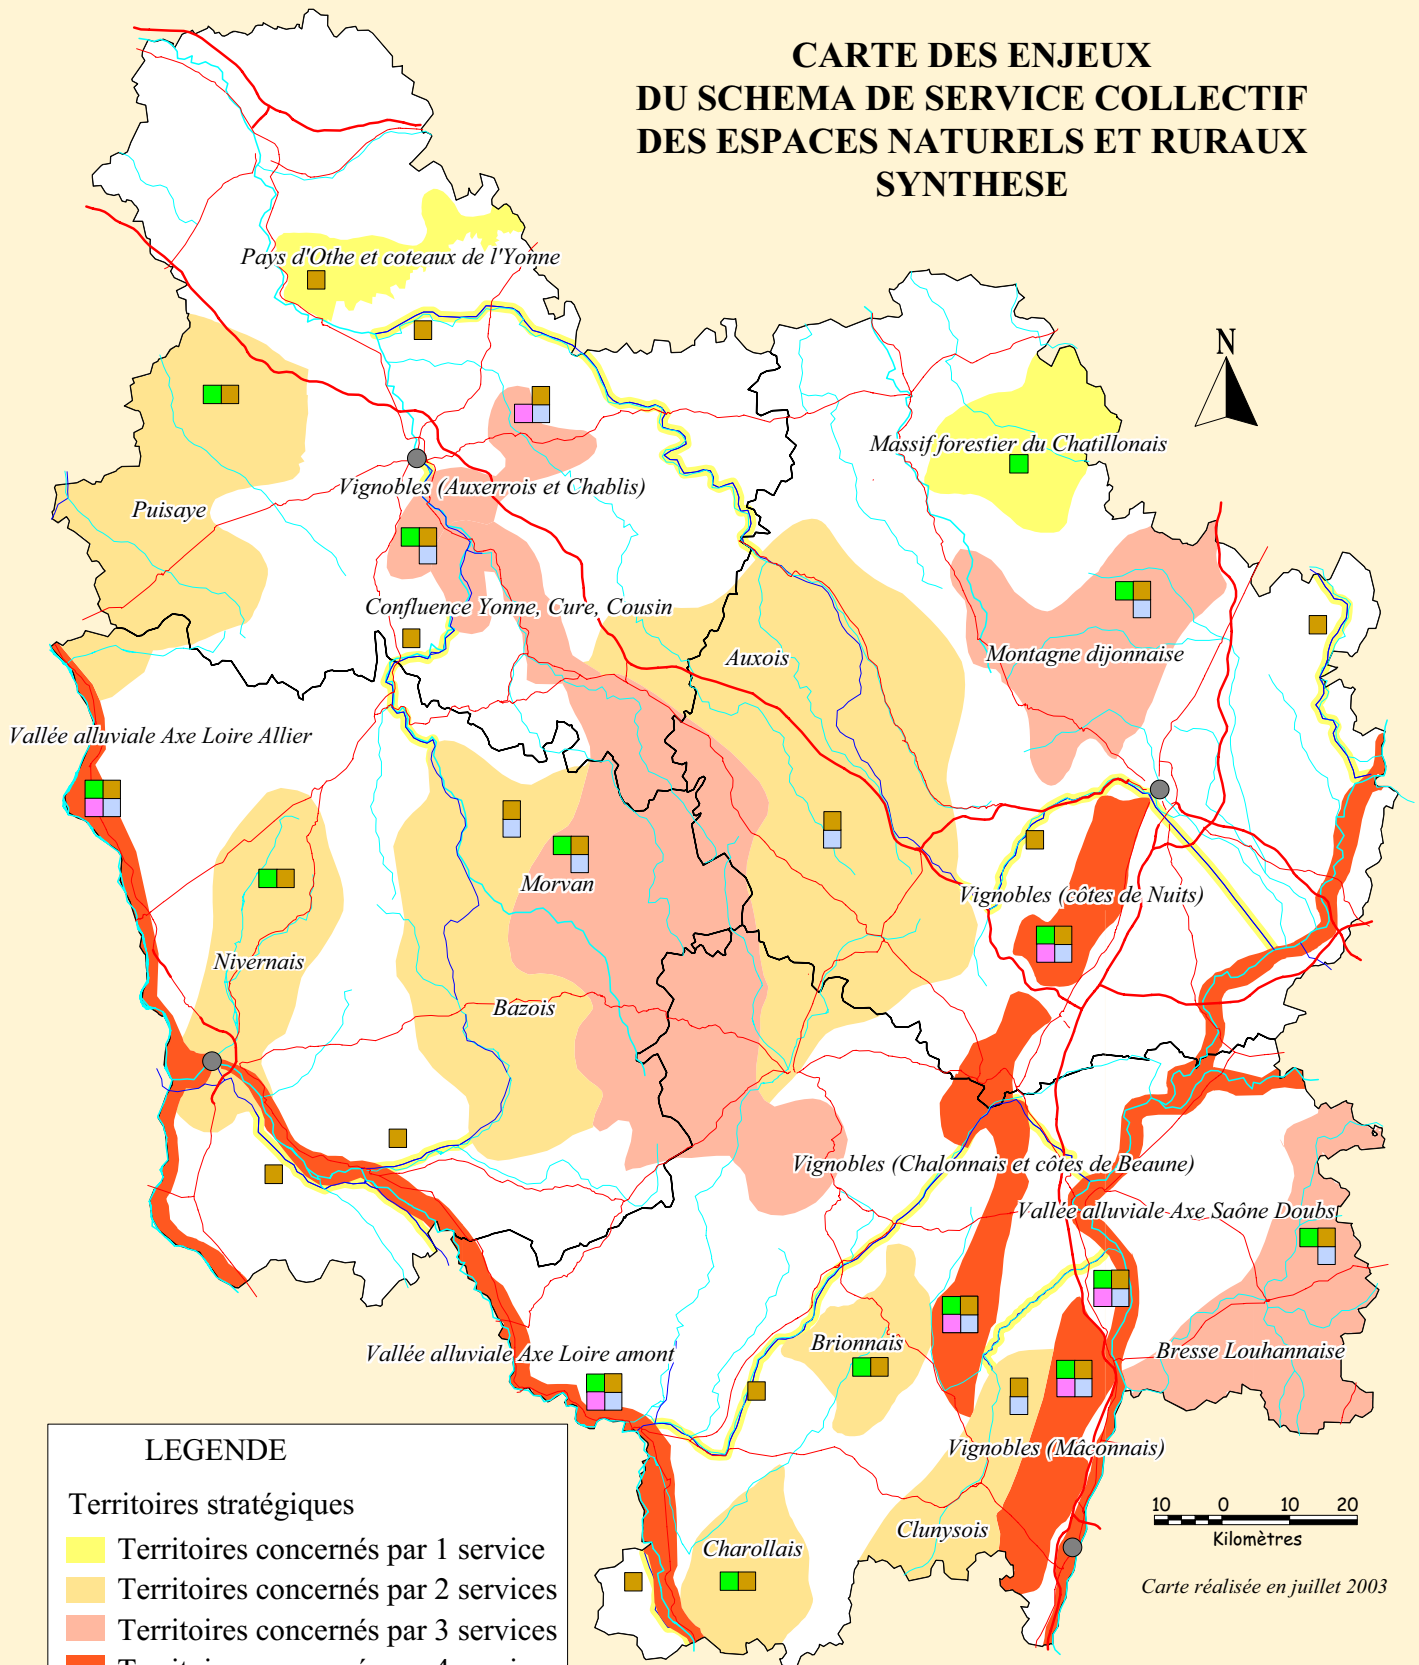 CARTE DES ENJEUX
DU SCHEMA DE SERVICE COLLECTIF
DES ESPACES NATURELS ET RURAUX
SYNTHESE
Pays d'Othe et coteaux de l'Yonne
N
Massif forestier du Chatillonais
Vignobles (Auxerrois et Chablis)
Puisaye
Confluence Yonne, Cure, Cousin
Auxois
Montagne dijonnaise
Vallée alluviale Axe Loire Allier
Morvan
Vignobles (côtes de Nuits)
Nivernais
Bazois
Vignobles (Chalonnais et côtes de Beaune)
Vallée alluviale Axe Saône Doubs
Brionnais
Bresse Louhannaise
Vallée alluviale Axe Loire amont
Vignobles (Mâconnais)
Clunysois
Charollais
10 0 10 20
Kilomètres
Carte réalisée en juillet 2003
LEGENDE
Territoires stratégiques
Territoires concernés par 1 service
Territoires concernés par 2 services
Territoires concernés par 3 services